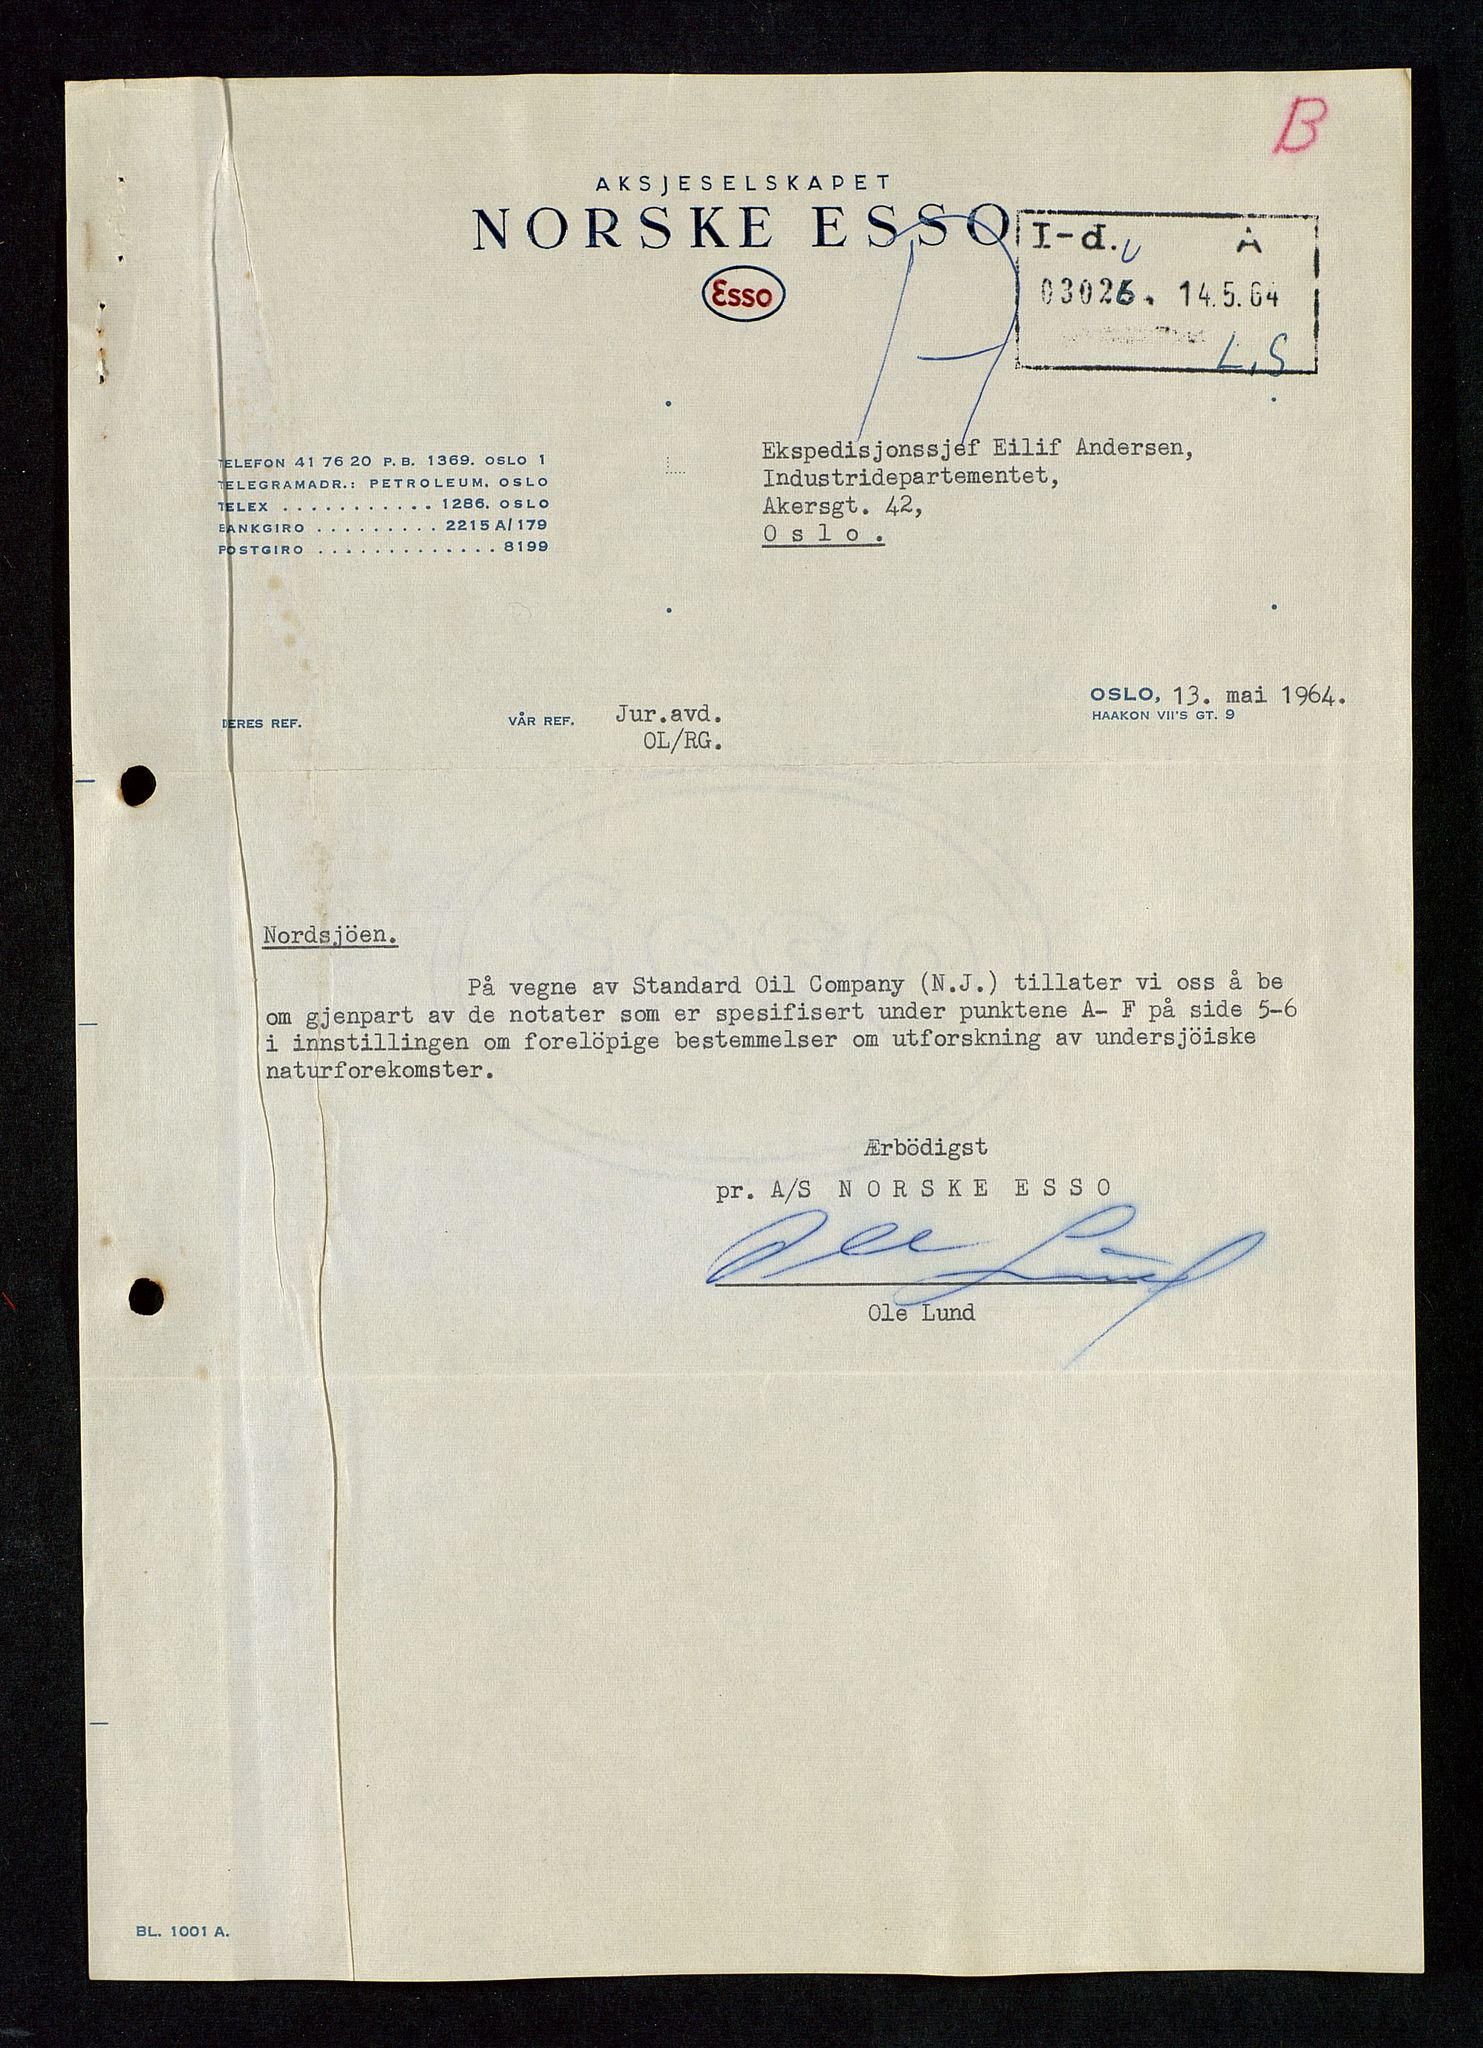 B
AKSJESELSKAPET
NORSKE ESSO
Esso
I-d. A
03026. 14.5.64
L.S
TELEFON 41 76 20 P.B. 1369. OSLO 1
TELEGRAMADR.: PETROLEUM, OSLO
TELEX . . . . . . . . . . . 1286. OSLO
BANKGIRO . . . . . . . . . 2215 A/179
POSTGIRO . . . . . . . . . . . . . 8199
Ekspedisjonssjef Eilif Andersen,
Industridepartementet,
Akersgt. 42,
O s l o .
OSLO, 13. mai 1964.
HAAKON VII'S GT. 9
DERES REF. VÅR REF. Jur.avd.
OL/RG.
Nordsjöen.
På vegne av Standard Oil Company (N.J.) tillater vi oss å be
om gjenpart av de notater som er spesifisert under punktene A- F på side 5-6
i innstillingen om forelöpige bestemmelser om utforskning av undersjöiske
naturforekomster.
Ærbödigst
pr. A/S N O R S K E E S S O
Ole Lund
Ole Lund
BL. 1001 A.